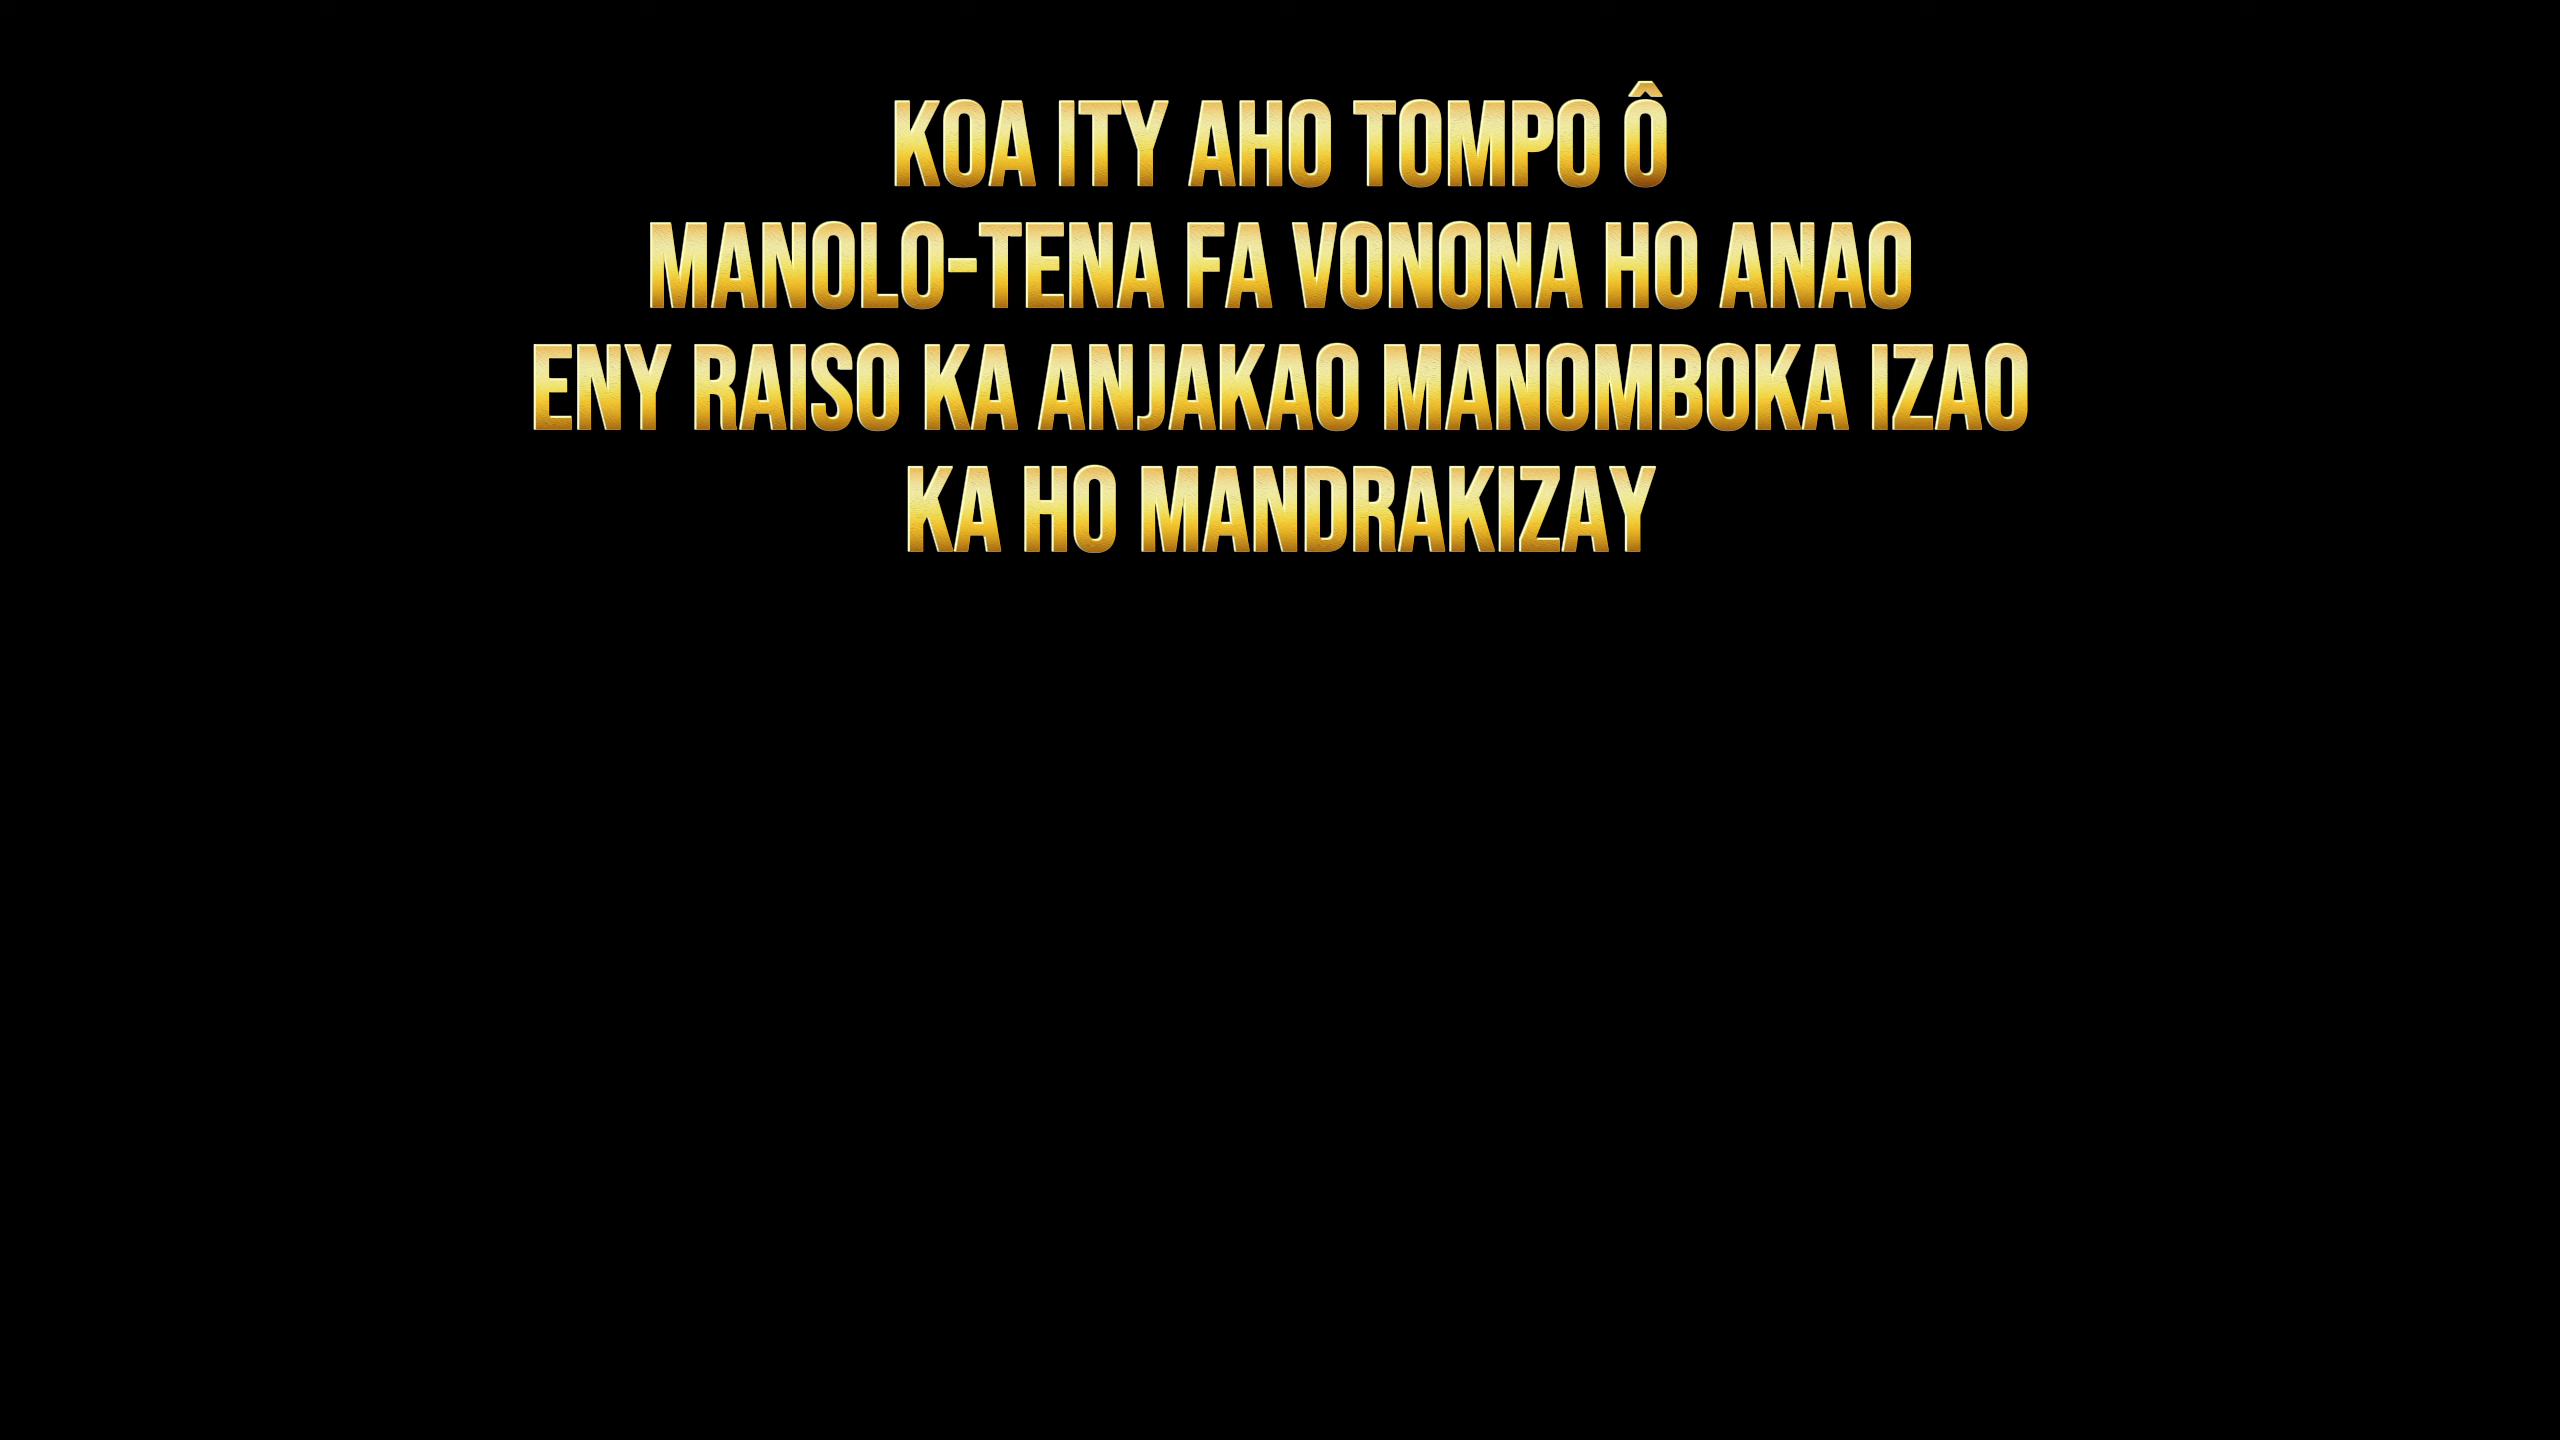 KOA ITY AHO TOMPO Ô
MANOLO-TENA FA VONONA HO ANAO
ENY RAISO KA ANJAKAO MANOMBOKA IZAO
KA HO MANDRAKIZAY